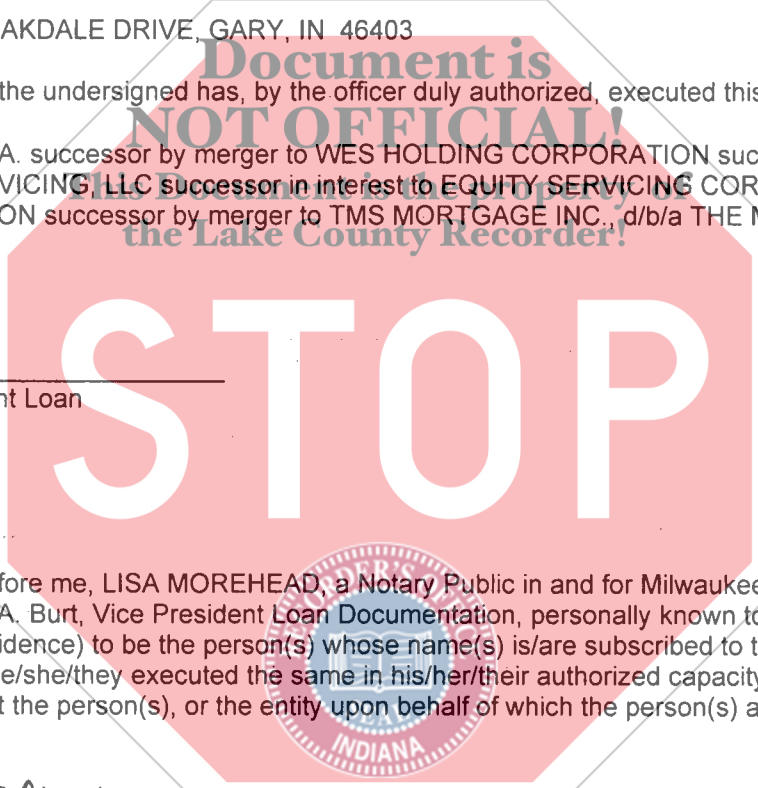 AKDALE DRIVE, GARY, IN 46403
Document is
the undersigned has, by the officer duly authorized, executed this
NOT OFFICIAL!
A. successor by merger to WES HOLDING CORPORATION suc
VICING, LLC successor in interest to EQUITY SERVICING COR
This Document is the property of
ON successor by merger to TMS MORTGAGE INC., d/b/a THE M
the Lake County Recorder!
STOP
nt Loan
fore me, LISA MOREHEAD, a Notary Public in and for Milwaukee
A. Burt, Vice President Loan Documentation, personally known to
idence) to be the person(s) whose name(s) is/are subscribed to t
e/she/they executed the same in his/her/their authorized capacity
t the person(s), or the entity upon behalf of which the person(s) a
RECORDER'S OFFICE
SEAL
INDIANA